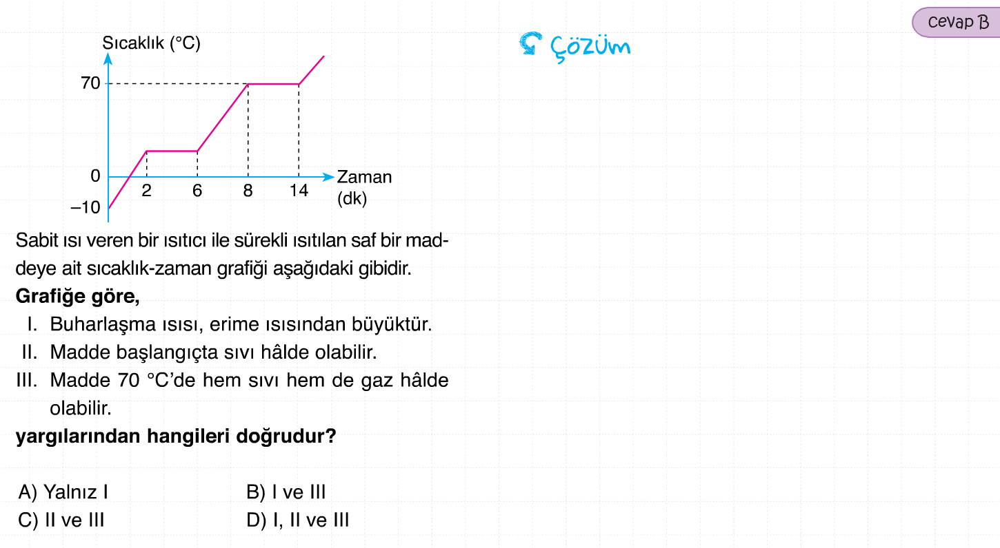 cevap B
Çözüm
Sıcaklık (°C)
70
0
–10
2 6 8 14
Zaman
(dk)
Sabit ısı veren bir ısıtıcı ile sürekli ısıtılan saf bir mad-
deye ait sıcaklık-zaman grafiği aşağıdaki gibidir.
Grafiğe göre,
I. Buharlaşma ısısı, erime ısısından büyüktür.
II. Madde başlangıçta sıvı hâlde olabilir.
III. Madde 70 °C’de hem sıvı hem de gaz hâlde
olabilir.
yargılarından hangileri doğrudur?
A) Yalnız I B) I ve III
C) II ve III D) I, II ve III